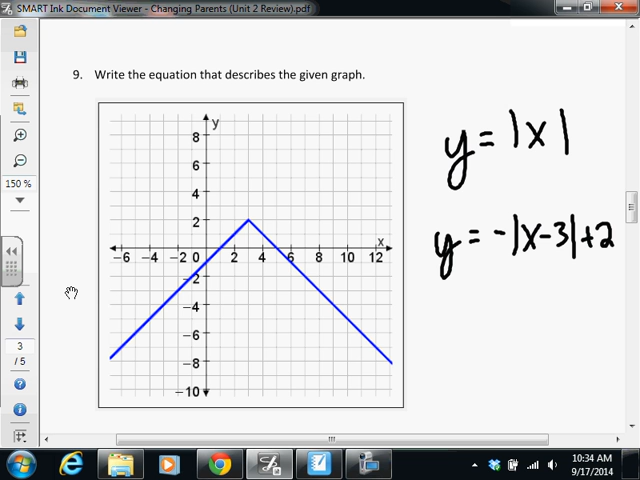 SMART Ink Document Viewer - Changing Parents (Unit 2 Review).pdf
9. Write the equation that describes the given graph.
y = |x|
y = -|x-3|+2
y
8
6
4
2
x
−6 −4 −2 0 2 4 6 8 10 12
−2
−4
−6
−8
−10
150 %
3
/ 5
10:34 AM
9/17/2014